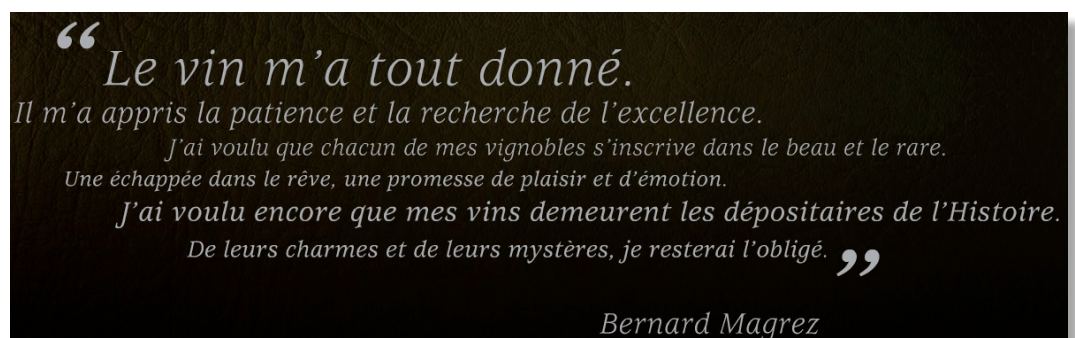 “Le vin m’a tout donné.
Il m’a appris la patience et la recherche de l’excellence.
J’ai voulu que chacun de mes vignobles s’inscrive dans le beau et le rare.
Une échappée dans le rêve, une promesse de plaisir et d’émotion.
J’ai voulu encore que mes vins demeurent les dépositaires de l’Histoire.
De leurs charmes et de leurs mystères, je resterai l’obligé.”
Bernard Magrez